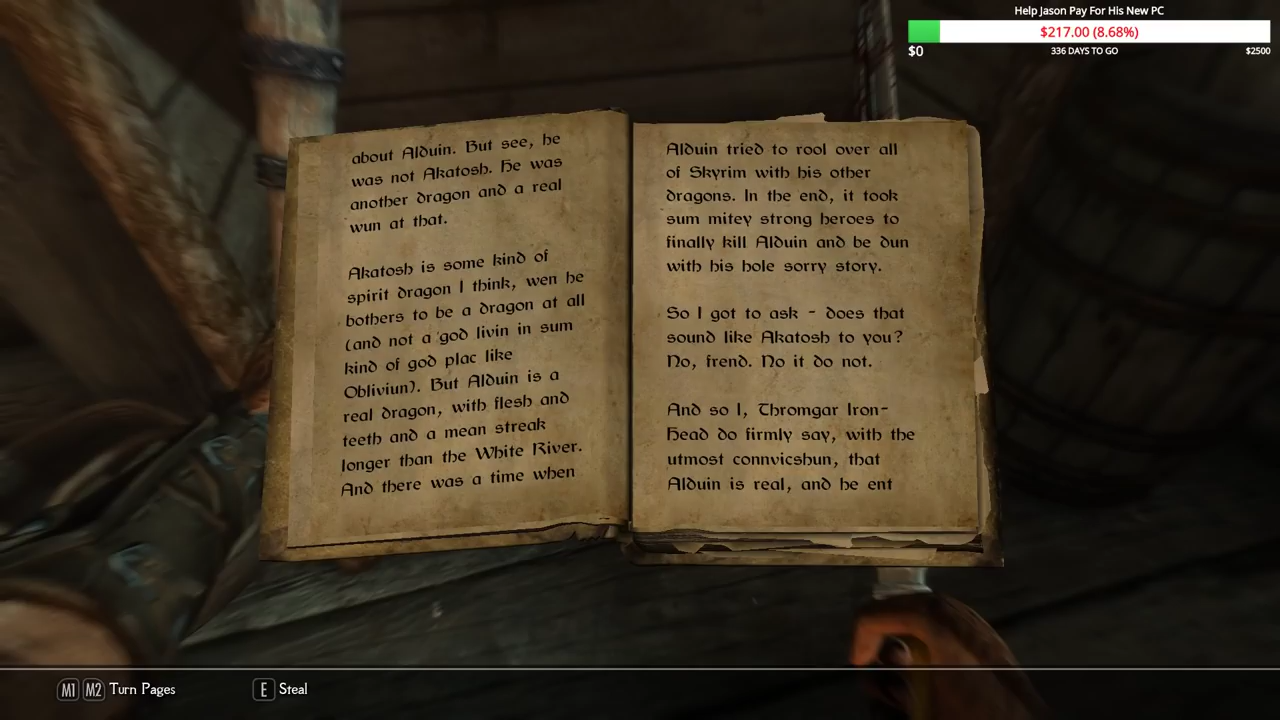 Help Jason Pay For His New PC
$217.00 (8.68%)
$0
336 DAYS TO GO
$2500
about Alduin. But see, he
was not Akatosh. He was
another dragon and a real
wun at that.
Akatosh is some kind of
spirit dragon I think, wen he
bothers to be a dragon at all
(and not a god livin in sum
kind of god plac like
Obliviun). But Alduin is a
real dragon, with flesh and
teeth and a mean streak
longer than the White River.
And there was a time when
Alduin tried to rool over all
of Skyrim with his other
dragons. In the end, it took
sum mitey strong heroes to
finally kill Alduin and be dun
with his hole sorry story.
So I got to ask - does that
sound like Akatosh to you?
No, frend. No it do not.
And so I, Thromgar Iron-
Head do firmly say, with the
utmost connvicshun, that
Alduin is real, and he ent
M1 M2 Turn Pages
E Steal